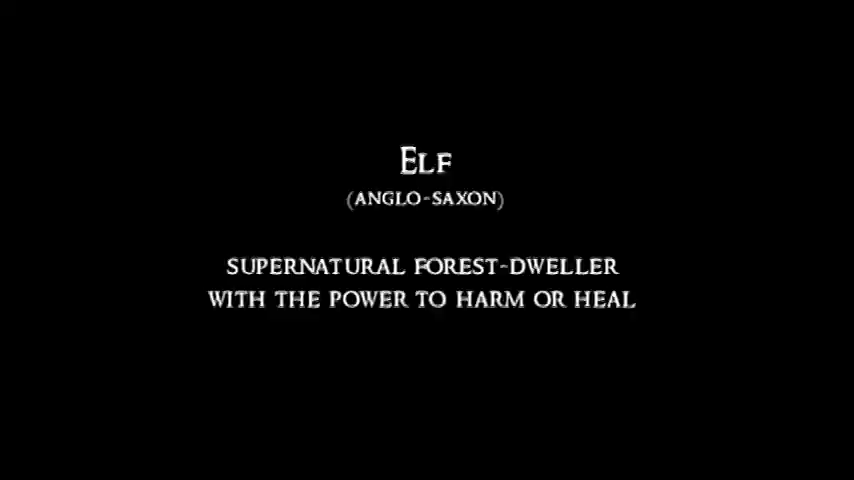 Elf
(Anglo-Saxon)
supernatural forest-dweller
with the power to harm or heal